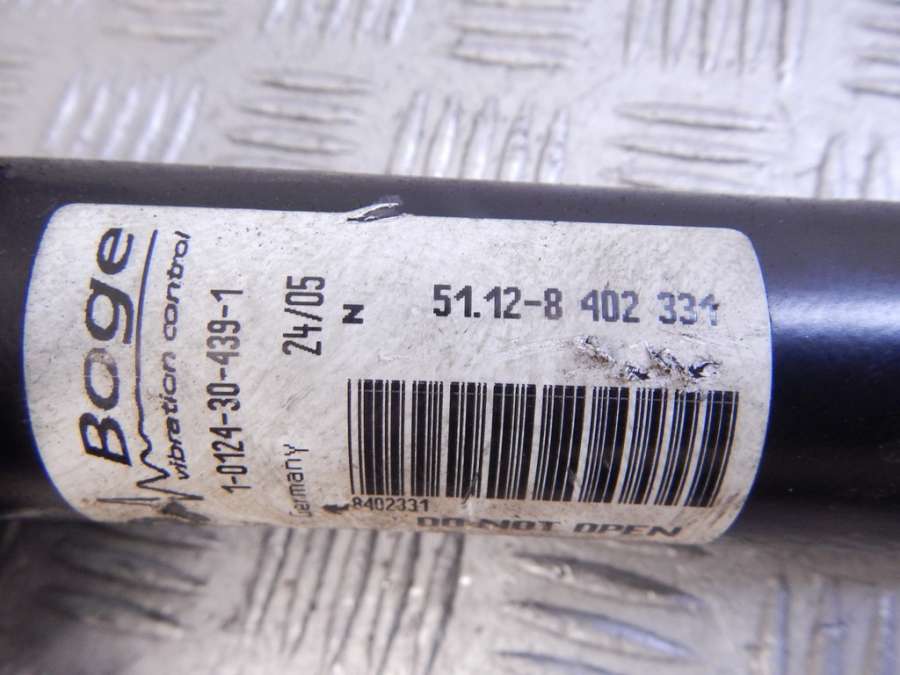 Boge
vibration control
1-0124-30-439-1
24/05
N
Germany
51.12-8 402 331
8402331
DO NOT OPEN